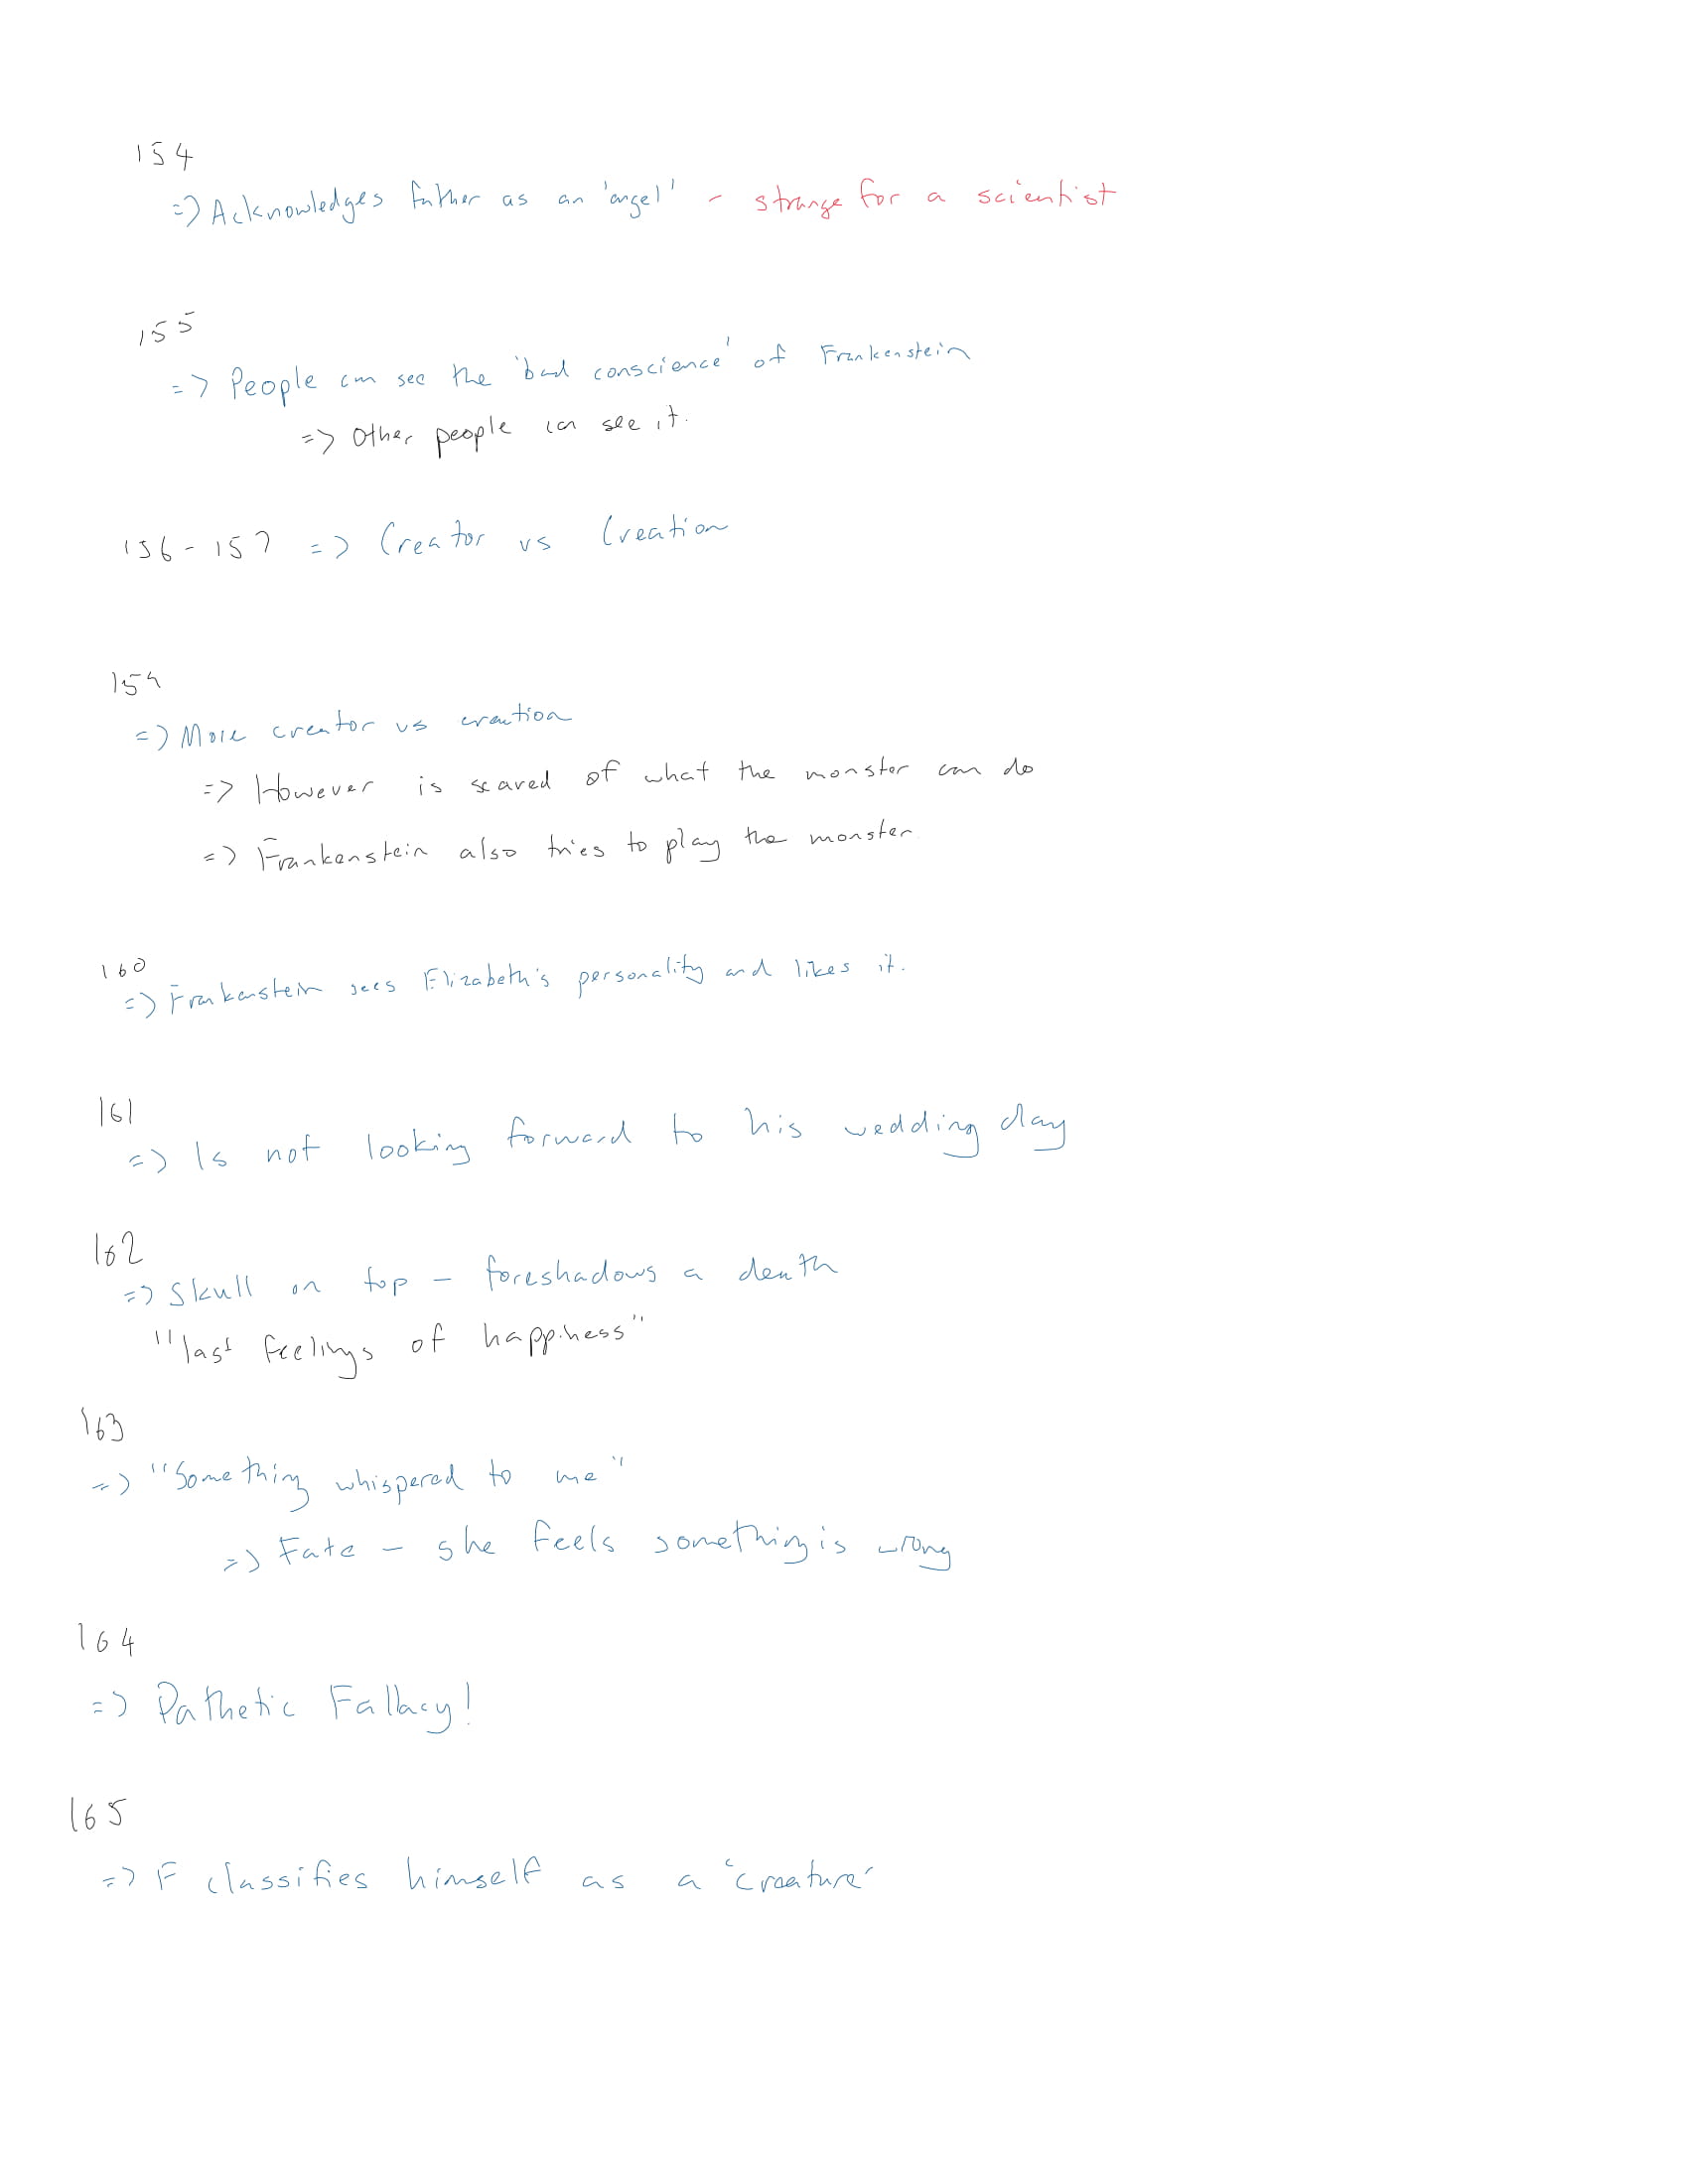 154
=> Acknowledges father as an 'angel' - strange for a scientist
155
=> People can see the 'bad conscience' of Frankenstein
=> Other people can see it.
156 - 157 => Creator vs Creation
159
=> More creator vs creation
=> However is scared of what the monster can do
=> Frankenstein also tries to play the monster
160
=> Frankenstein sees Elizabeth's personality and likes it.
161
=> Is not looking forward to his wedding day
162
=> Skull on top - foreshadows a death
"last feelings of happiness"
163
=> "Something whispered to me"
=> Fate - she feels something is wrong
164
=> Pathetic Fallacy!
165
=> F classifies himself as a 'creature'